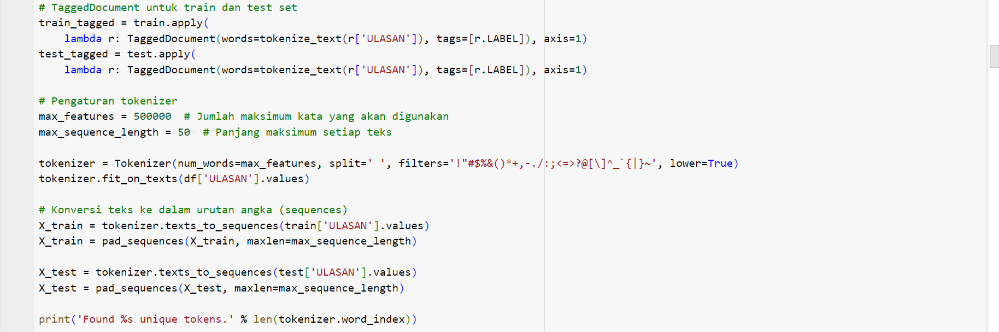 # TaggedDocument untuk train dan test set
train_tagged = train.apply(
    lambda r: TaggedDocument(words=tokenize_text(r['ULASAN']), tags=[r.LABEL]), axis=1)
test_tagged = test.apply(
    lambda r: TaggedDocument(words=tokenize_text(r['ULASAN']), tags=[r.LABEL]), axis=1)

# Pengaturan tokenizer
max_features = 500000  # Jumlah maksimum kata yang akan digunakan
max_sequence_length = 50  # Panjang maksimum setiap teks

tokenizer = Tokenizer(num_words=max_features, split=' ', filters='!"#$%&()*+,-./:;<=>?@[\]^_`{|}~', lower=True)
tokenizer.fit_on_texts(df['ULASAN'].values)

# Konversi teks ke dalam urutan angka (sequences)
X_train = tokenizer.texts_to_sequences(train['ULASAN'].values)
X_train = pad_sequences(X_train, maxlen=max_sequence_length)

X_test = tokenizer.texts_to_sequences(test['ULASAN'].values)
X_test = pad_sequences(X_test, maxlen=max_sequence_length)

print('Found %s unique tokens.' % len(tokenizer.word_index))